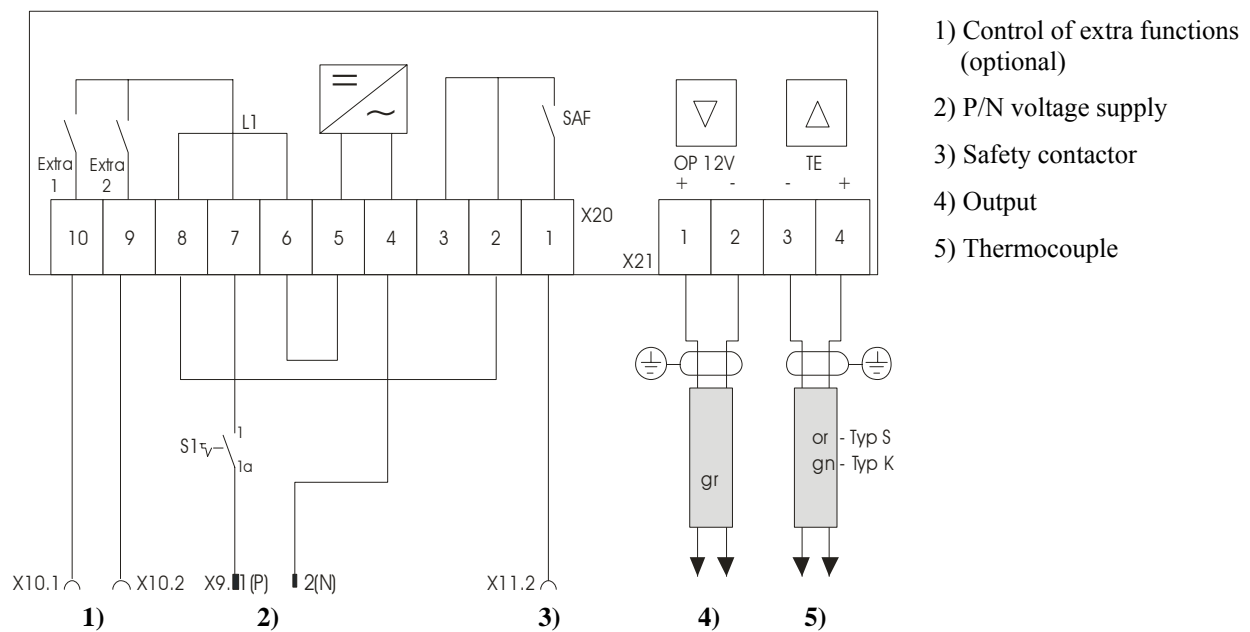 1) Control of extra functions
(optional)
2) P/N voltage supply
3) Safety contactor
4) Output
5) Thermocouple
L1
SAF
Extra
1
Extra
2
OP 12V
+ -
TE
- +
10 9 8 7 6 5 4 3 2 1
X20
X21
1 2 3 4
S1
1
1a
gr
or - Typ S
gn - Typ K
X10.1
X10.2
X9.1(P)
2(N)
X11.2
1) 2) 3) 4) 5)